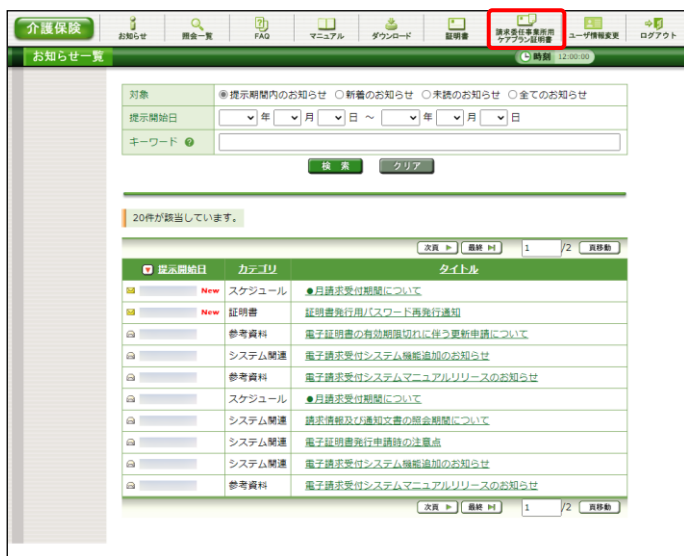 介護保険
お知らせ 照会一覧 FAQ マニュアル ダウンロード 証明書 請求委任事業所用 ケアプラン証明書 ユーザ情報変更 ログアウト
お知らせ一覧 時刻 12:00:00
対象 提示期間内のお知らせ 新着のお知らせ 未読のお知らせ 全てのお知らせ
提示開始日 年 月 日 ～ 年 月 日
キーワード ?
検 索 クリア
20件が該当しています。
次頁 最終 1 /2 頁移動
提示開始日 カテゴリ タイトル
New スケジュール ●月請求受付期間について
New 証明書 証明書発行用パスワード再発行通知
参考資料 電子証明書の有効期限切れに伴う更新申請について
システム関連 電子請求受付システム機能追加のお知らせ
参考資料 電子請求受付システムマニュアルリリースのお知らせ
スケジュール ●月請求受付期間について
システム関連 請求情報及び通知文書の照会期間について
システム関連 電子証明書発行申請時の注意点
システム関連 電子請求受付システム機能追加のお知らせ
参考資料 電子請求受付システムマニュアルリリースのお知らせ
次頁 最終 1 /2 頁移動